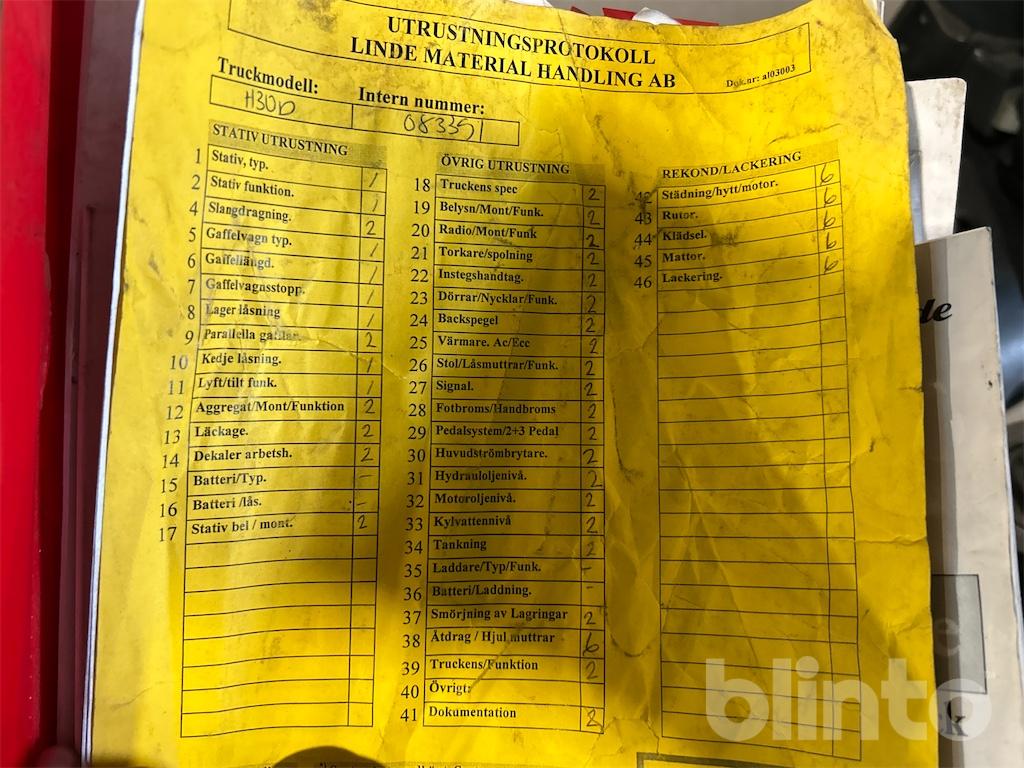 UTRUSTNINGSPROTOKOLL
LINDE MATERIAL HANDLING AB
Dok.nr: al03003
Truckmodell: Intern nummer:
H30D 083351
STATIV UTRUSTNING
1 Stativ, typ. 1
2 Stativ funktion. 1
4 Slangdragning. 2
5 Gaffelvagn typ. 1
6 Gaffellängd. 1
7 Gaffelvagnsstopp. 1
8 Lager låsning 1
9 Parallella gafflar. 2
10 Kedje låsning. 1
11 Lyft/tilt funk. 1
12 Aggregat/Mont/Funktion 2
13 Läckage. 2
14 Dekaler arbetsh. 2
15 Batteri/Typ. -
16 Batteri /lås. -
17 Stativ bel / mont. 2
ÖVRIG UTRUSTNING
18 Truckens spec 2
19 Belysn/Mont/Funk. 2
20 Radio/Mont/Funk 2
21 Torkare/spolning 2
22 Instegshandtag. 2
23 Dörrar/Nycklar/Funk. 2
24 Backspegel 2
25 Värmare. Ac/Ecc 2
26 Stol/Låsmuttrar/Funk. 2
27 Signal. 2
28 Fotbroms/Handbroms 2
29 Pedalsystem/2+3 Pedal 2
30 Huvudströmbrytare. 2
31 Hydrauloljenivå. 2
32 Motoroljenivå. 2
33 Kylvattennivå 2
34 Tankning 2
35 Laddare/Typ/Funk. -
36 Batteri/Laddning. -
37 Smörjning av Lagringar 2
38 Åtdrag / Hjul muttrar 6
39 Truckens/Funktion 2
40 Övrigt:
41 Dokumentation 2
REKOND/LACKERING
42 Städning/hytt/motor. 6
43 Rutor. 6
44 Klädsel. 6
45 Mattor. 6
46 Lackering. 6
de
k
blinto